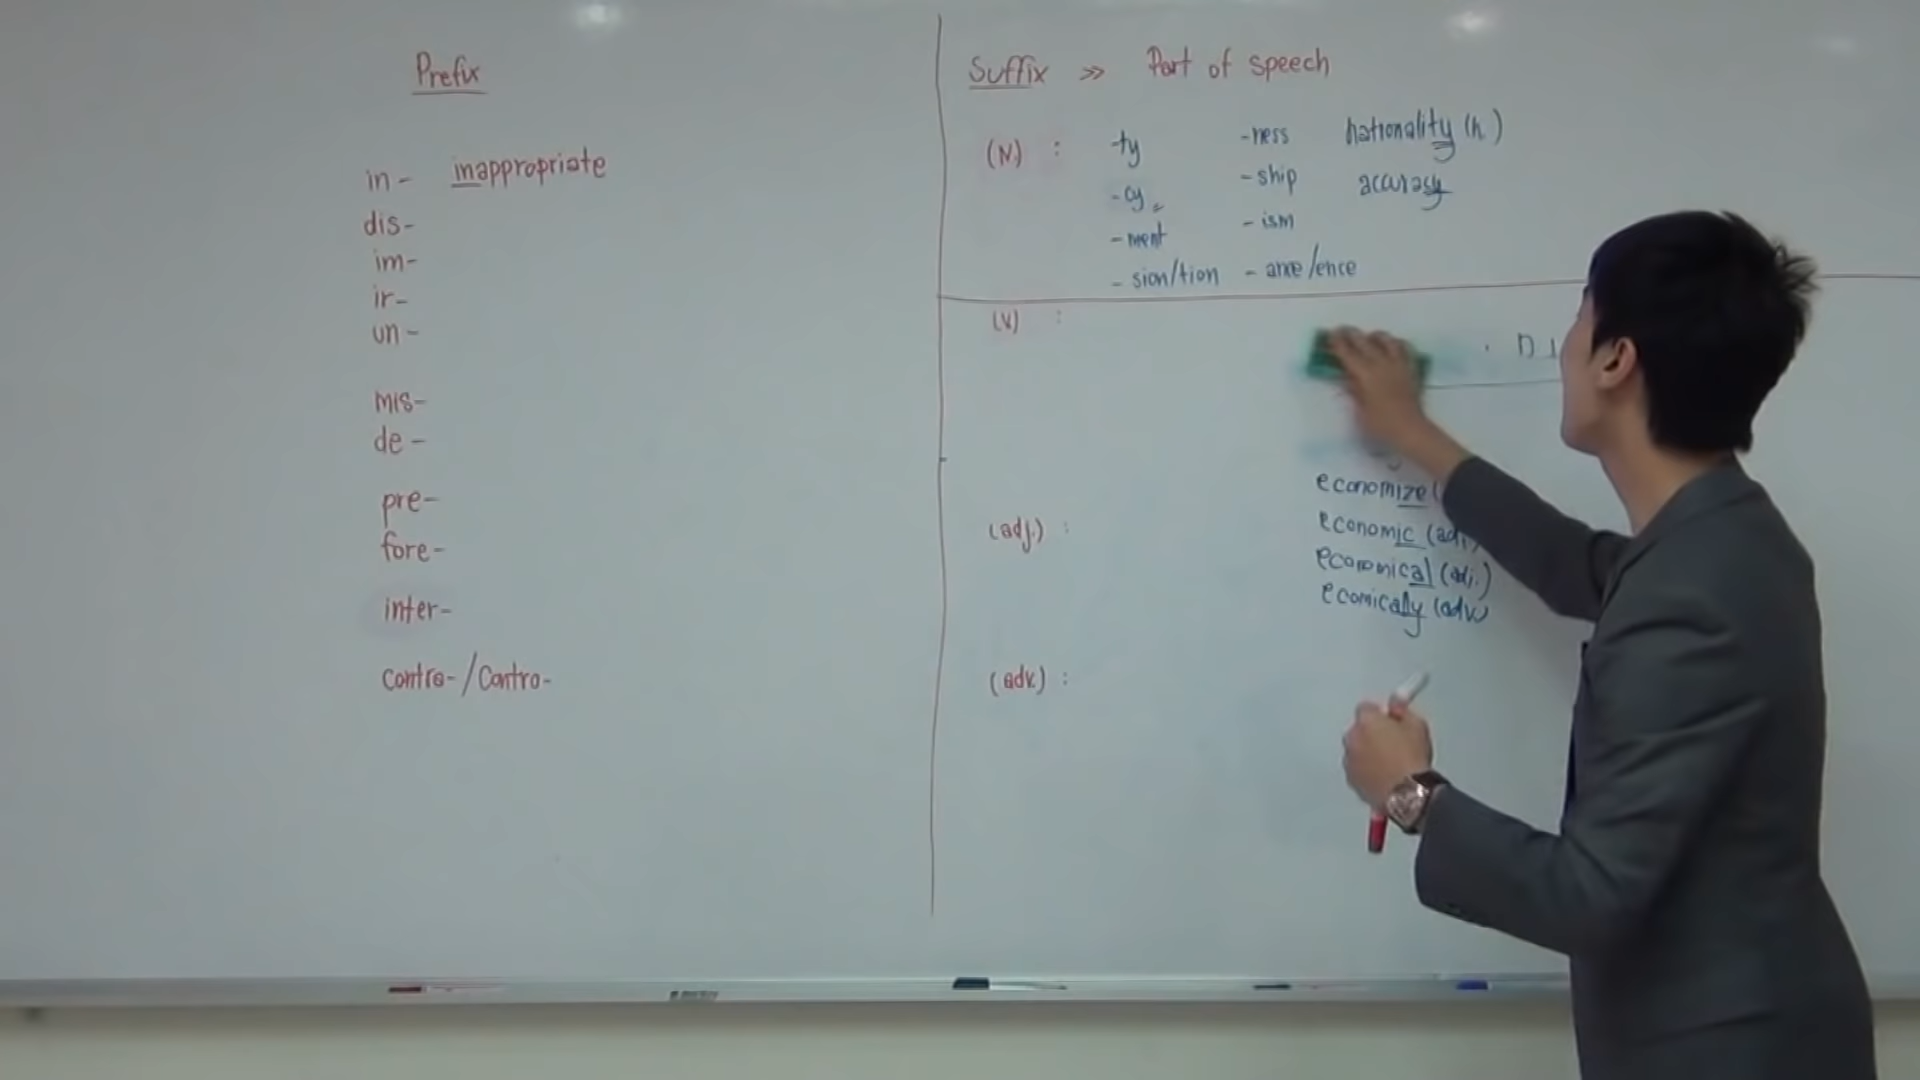 Prefix
in- inappropriate
dis-
im-
ir-
un-
mis-
de-
pre-
fore-
inter-
contra-/Contro-
Suffix >> Part of speech
(N.) : -ty -ness nationality (n.)
-cy -ship accuracy
-ment -ism
- sion/tion - ance/ence
(V) :
economize (
(adj.) : economic (adj.
economical (adj.)
ecomically (adv)
(adv.) :